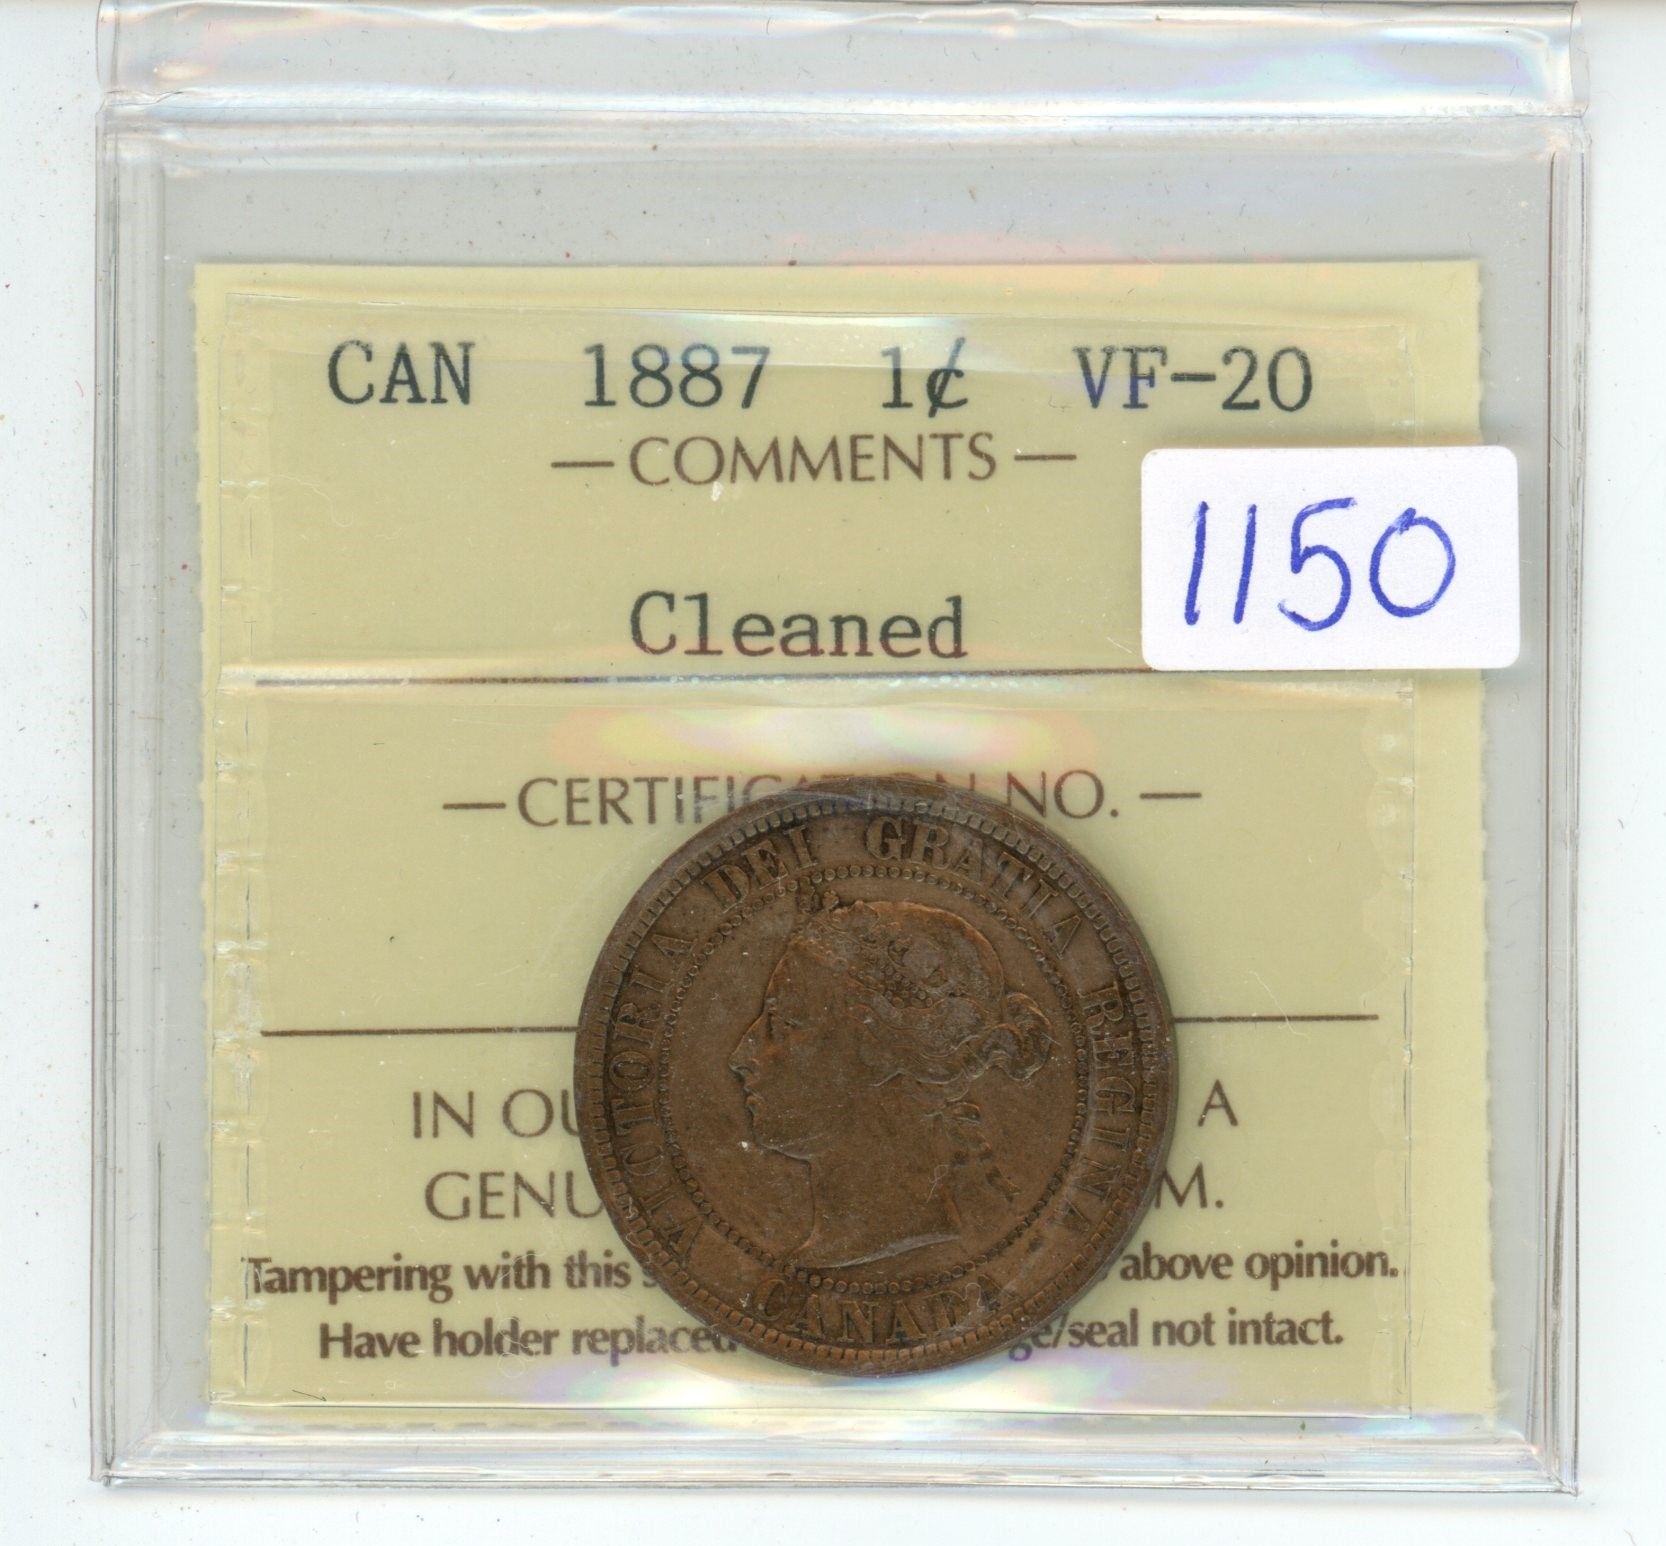 CAN 1887 1¢ VF-20
— COMMENTS —
1150
Cleaned
— CERTIFICATION NO. —
VICTORIA DEI GRATIA REGINA
CANADA
IN OU A
GENU M.
Tampering with this s above opinion.
Have holder replaced ge/seal not intact.